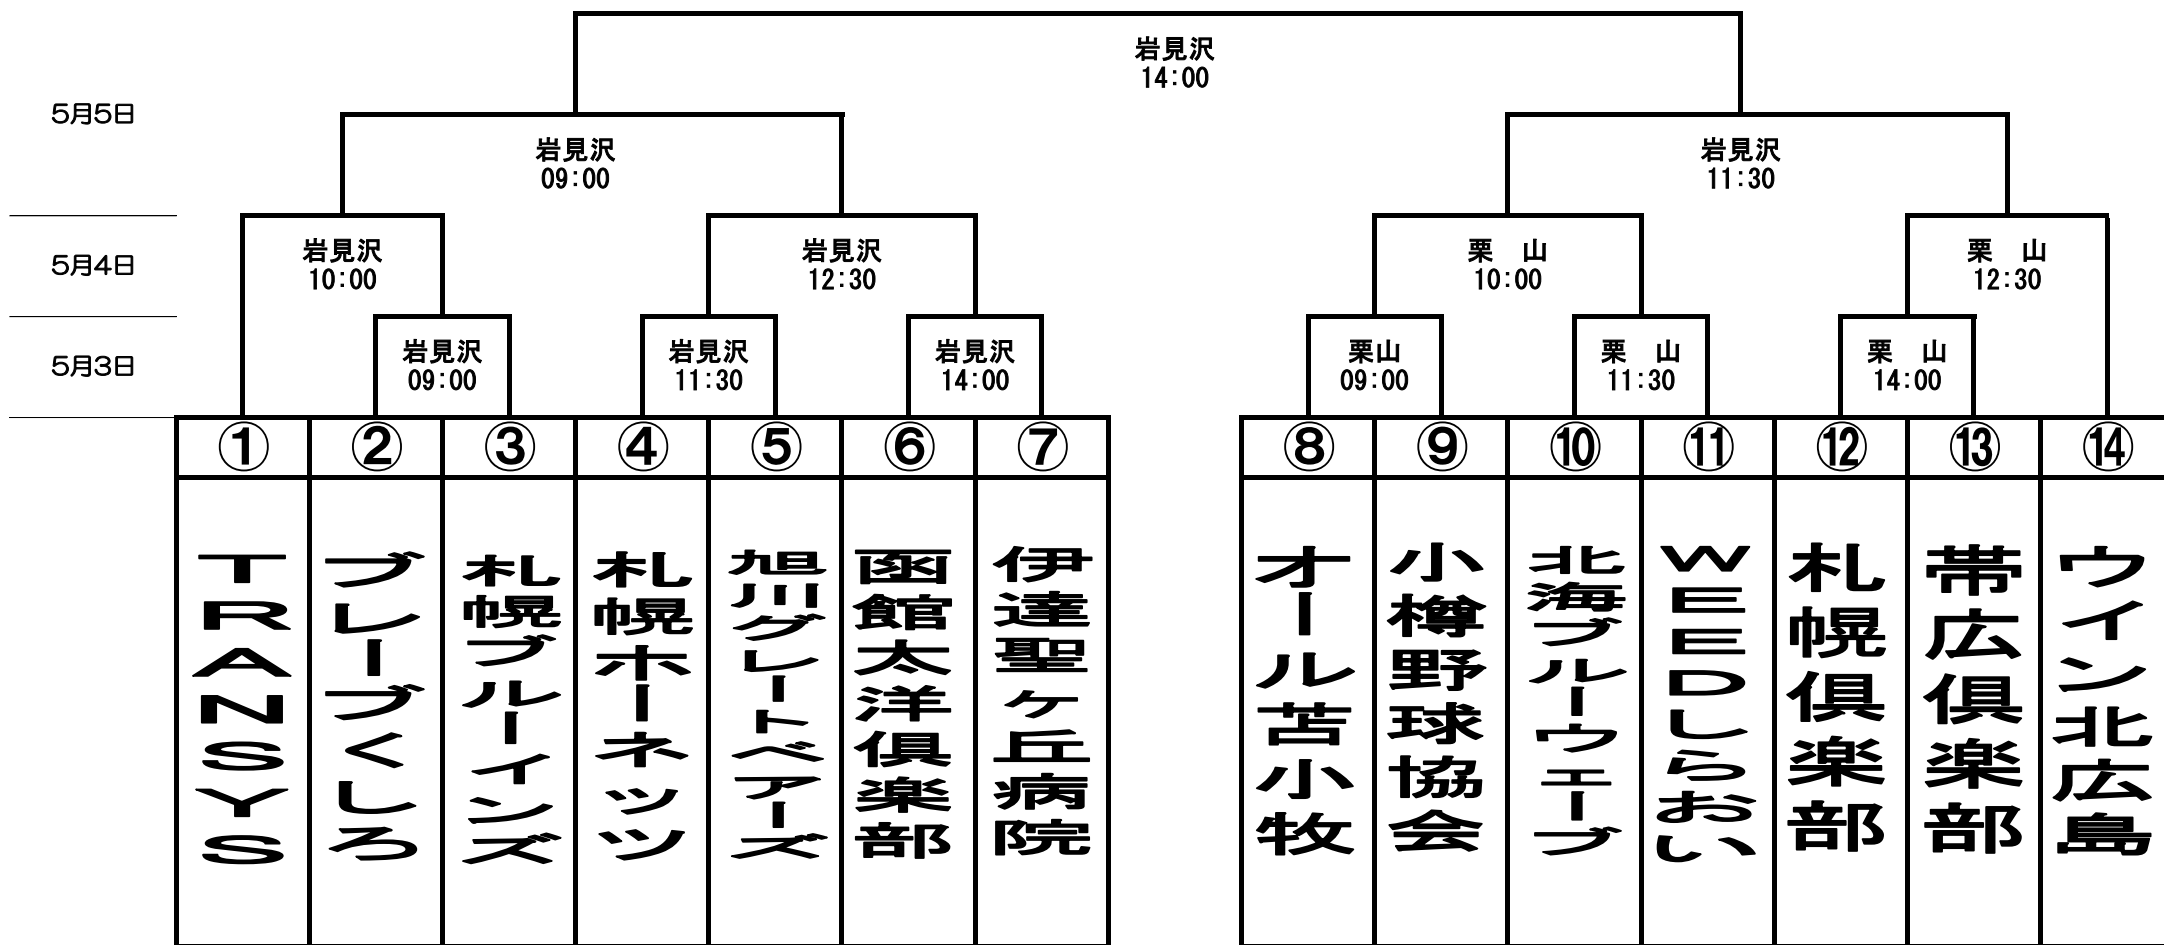 岩見沢
14:00
5月5日
岩見沢
09:00
岩見沢
11:30
5月4日
岩見沢
10:00
岩見沢
12:30
栗　山
10:00
栗　山
12:30
5月3日
岩見沢
09:00
岩見沢
11:30
岩見沢
14:00
栗山
09:00
栗　山
11:30
栗　山
14:00
① ② ③ ④ ⑤ ⑥ ⑦ ⑧ ⑨ ⑩ ⑪ ⑫ ⑬ ⑭
TRANSYS
ブレーブくしろ
札幌ブルーインズ
札幌ホーネッツ
旭川グレートベアーズ
函館太洋倶楽部
伊達聖ヶ丘病院
オール苫小牧
小樽野球協会
北海ブルーウエーブ
WEEDしらおい
札幌倶楽部
帯広倶楽部
ウイン北広島